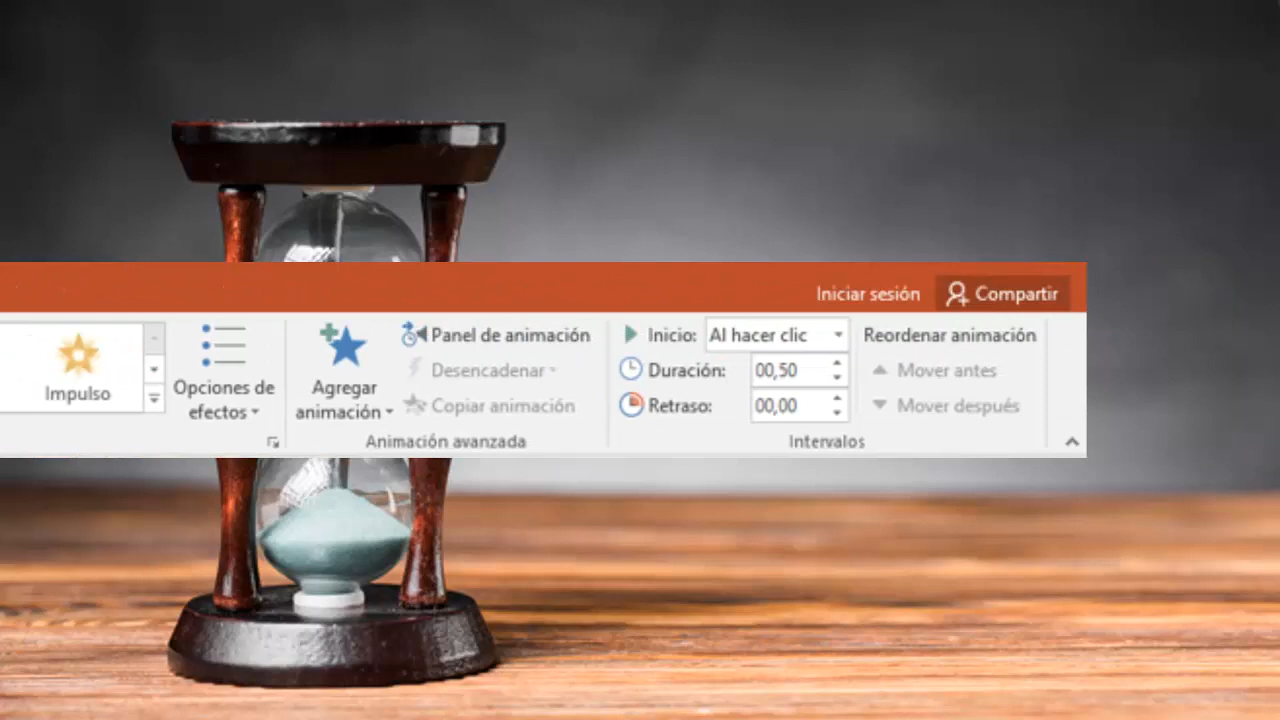 Iniciar sesión Compartir
Impulso
Opciones de
efectos
Agregar
animación
Panel de animación
Desencadenar
Copiar animación
Animación avanzada
Inicio: Al hacer clic
Duración: 00,50
Retraso: 00,00
Intervalos
Reordenar animación
Mover antes
Mover después